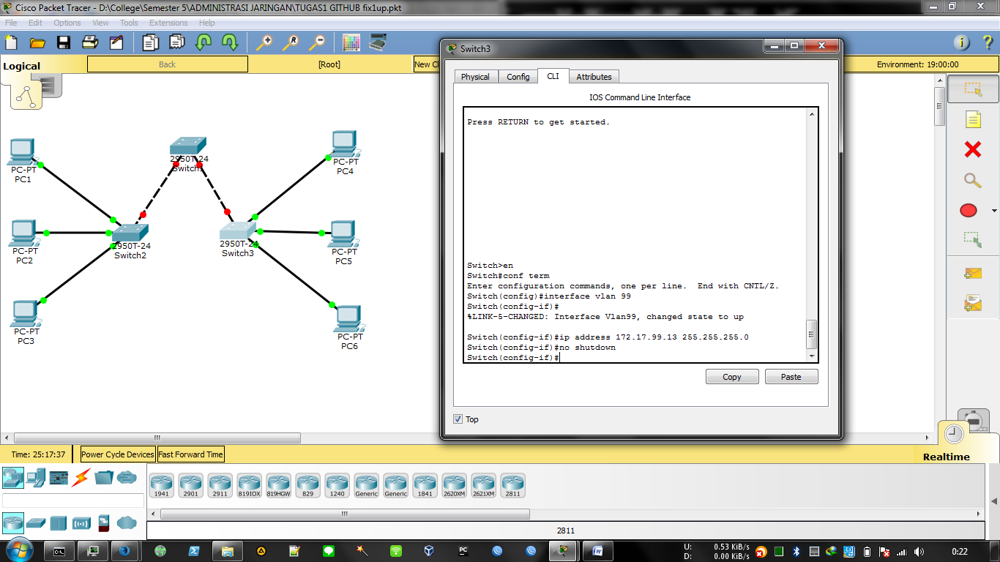 Cisco Packet Tracer - D:\College\Semester 5\ADMINISTRASI JARINGAN\TUGAS1 GITHUB fix1up.pkt
File Edit Options View Tools Extensions Help
Logical
Back
[Root]
New Cl
Environment: 19:00:00
Switch3
Physical Config CLI Attributes
IOS Command Line Interface
Press RETURN to get started.
Switch>en
Switch#conf term
Enter configuration commands, one per line. End with CNTL/Z.
Switch(config)#interface vlan 99
Switch(config-if)#
%LINK-5-CHANGED: Interface Vlan99, changed state to up
Switch(config-if)#ip address 172.17.99.13 255.255.255.0
Switch(config-if)#no shutdown
Switch(config-if)#
Copy Paste
Top
PC-PT
PC1
2950T-24
Switch1
PC-PT
PC4
PC-PT
PC2
2950T-24
Switch2
2950T-24
Switch3
PC-PT
PC5
PC-PT
PC3
PC-PT
PC6
Time: 25:17:37
Power Cycle Devices Fast Forward Time
Realtime
1941 2901 2911 819IOX 819HGW 829 1240 Generic Generic 1841 2620XM 2621XM 2811
2811
C:\
PC
U: 0.53 KiB/s
D: 0.00 KiB/s
0:22